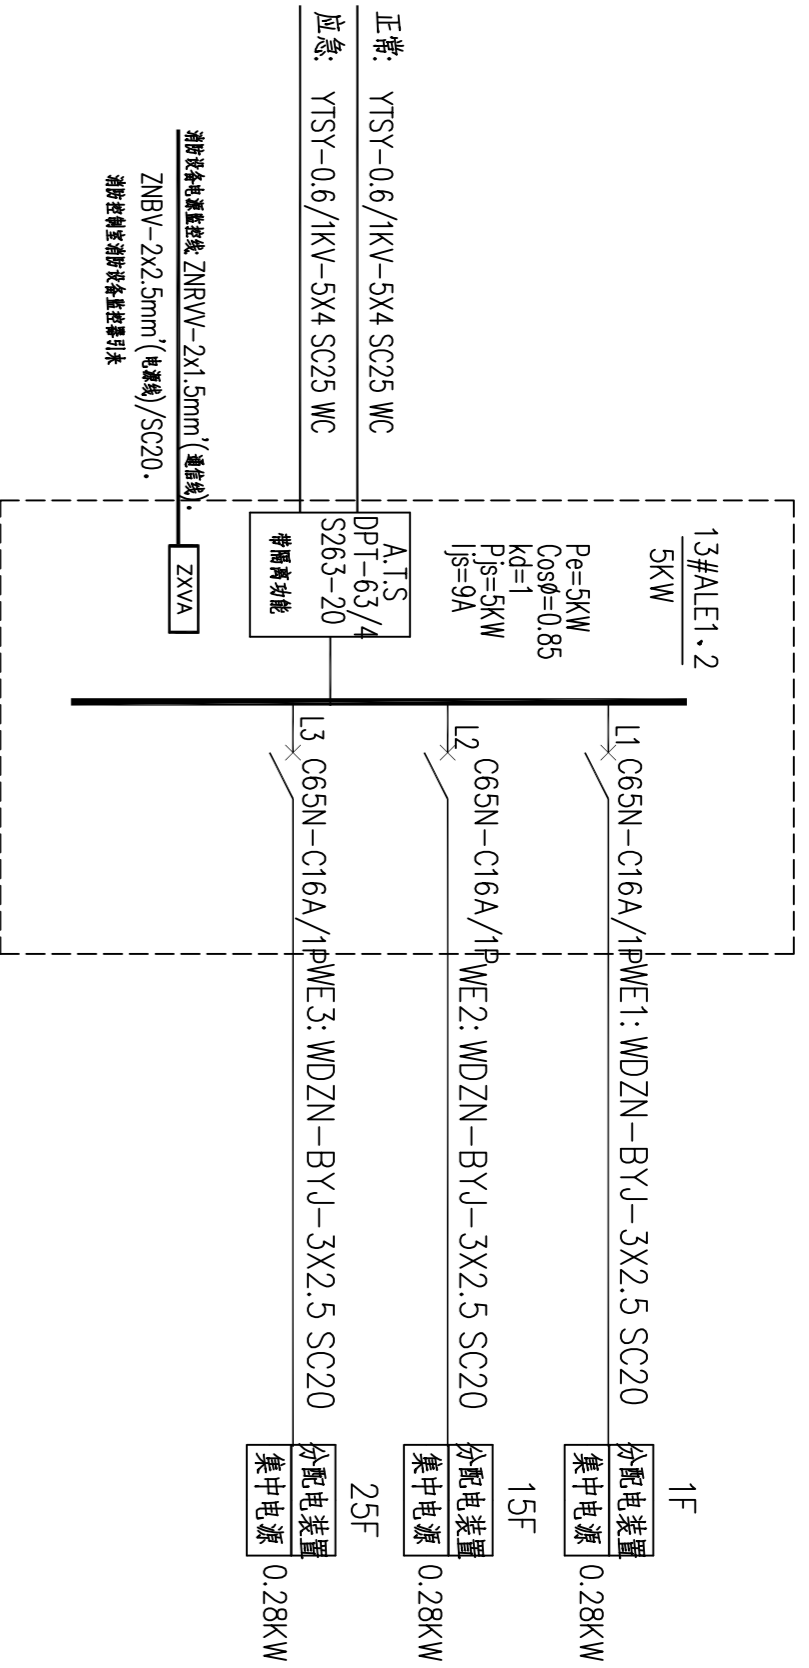 13#ALE1、2
5KW
Pe=5KW
Cosø=0.85
kd=1
Pjs=5KW
Ijs=9A
正常: YTSY-0.6/1KV-5X4 SC25 WC
应急: YTSY-0.6/1KV-5X4 SC25 WC
A.T.S
DPT-63/4
S263-20
带隔离功能
消防设备电源监控线: ZNRVV-2x1.5mm'(通信线).
ZNBV-2x2.5mm'(电源线)/SC20.
消防控制室消防设备监控器引来
ZXVA
L1 C65N-C16A/1P WE1: WDZN-BYJ-3X2.5 SC20
1F
分配电装置
集中电源 0.28KW
L2 C65N-C16A/1P WE2: WDZN-BYJ-3X2.5 SC20
15F
分配电装置
集中电源 0.28KW
L3 C65N-C16A/1P WE3: WDZN-BYJ-3X2.5 SC20
25F
分配电装置
集中电源 0.28KW